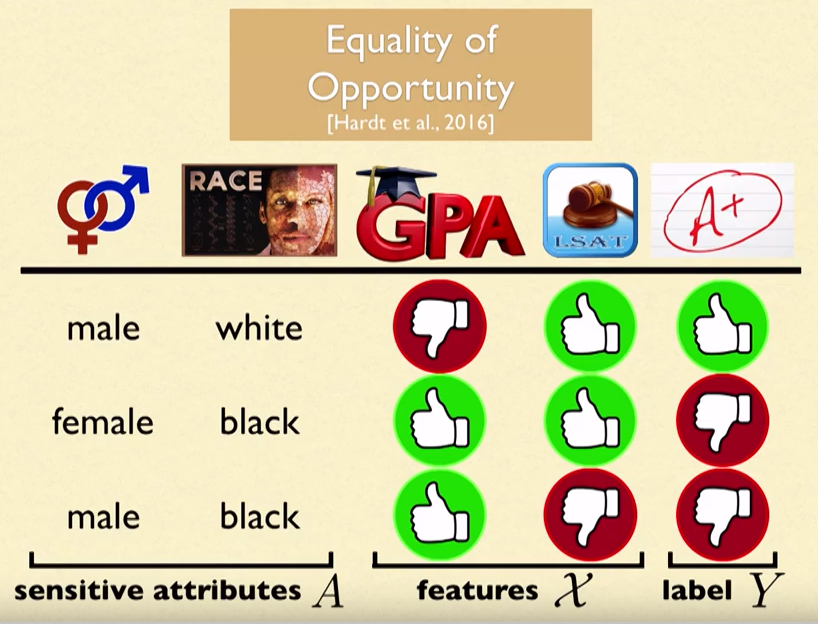 Equality of
Opportunity
[Hardt et al., 2016]
RACE GPA LSAT A+
male white
female black
male black
sensitive attributes A features X label Y